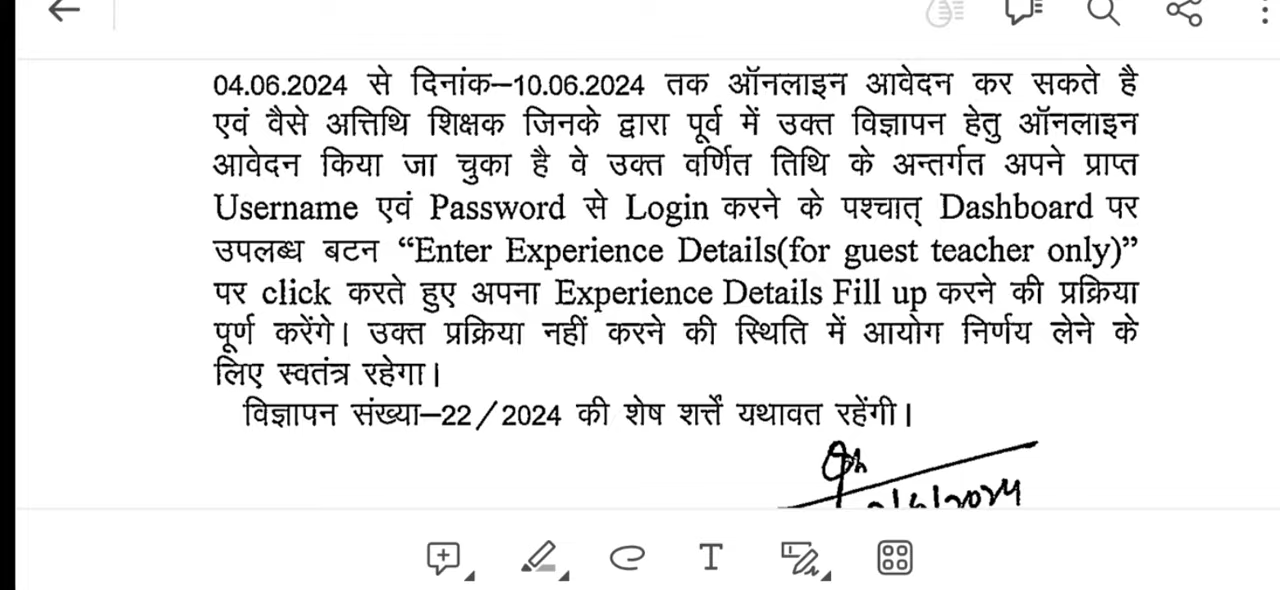 04.06.2024 से दिनांक–10.06.2024 तक ऑनलाइन आवेदन कर सकते है
एवं वैसे अत्तिथि शिक्षक जिनके द्वारा पूर्व में उक्त विज्ञापन हेतु ऑनलाइन
आवेदन किया जा चुका है वे उक्त वर्णित तिथि के अन्तर्गत अपने प्राप्त
Username एवं Password से Login करने के पश्चात् Dashboard पर
उपलब्ध बटन “Enter Experience Details(for guest teacher only)”
पर click करते हुए अपना Experience Details Fill up करने की प्रक्रिया
पूर्ण करेंगे। उक्त प्रक्रिया नहीं करने की स्थिति में आयोग निर्णय लेने के
लिए स्वतंत्र रहेगा।
विज्ञापन संख्या–22/2024 की शेष शर्त्तें यथावत रहेंगी।
/6/2024
T